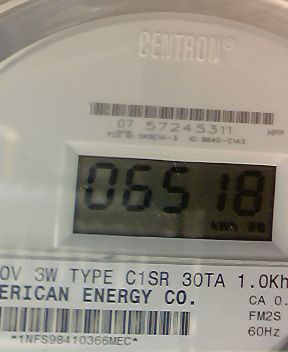 CENTRON®
07 57245311
06518
kWh
0V 3W TYPE C1SR 30TA 1.0Kh
ERICAN ENERGY CO.
CA 0.
FM2S
60Hz
*1NFS98410366MEC*